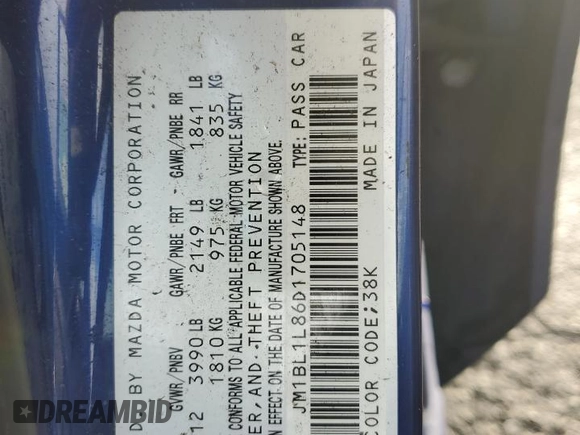 D BY MAZDA MOTOR CORPORATION
GVWR/PNBV GAWR/PNBE FRT - GAWR/PNBE RR
12 3990 LB 2149 LB 1841 LB
1810 KG 975 KG 835 KG
CONFORMS TO ALL APPLICABLE FEDERAL MOTOR VEHICLE SAFETY
ER, AND THEFT PREVENTION
N EFFECT ON THE DATE OF MANUFACTURE SHOWN ABOVE.
JM1BL1L86D1705148 TYPE: PASS CAR
COLOR CODE;38K MADE IN JAPAN
DREAMBID